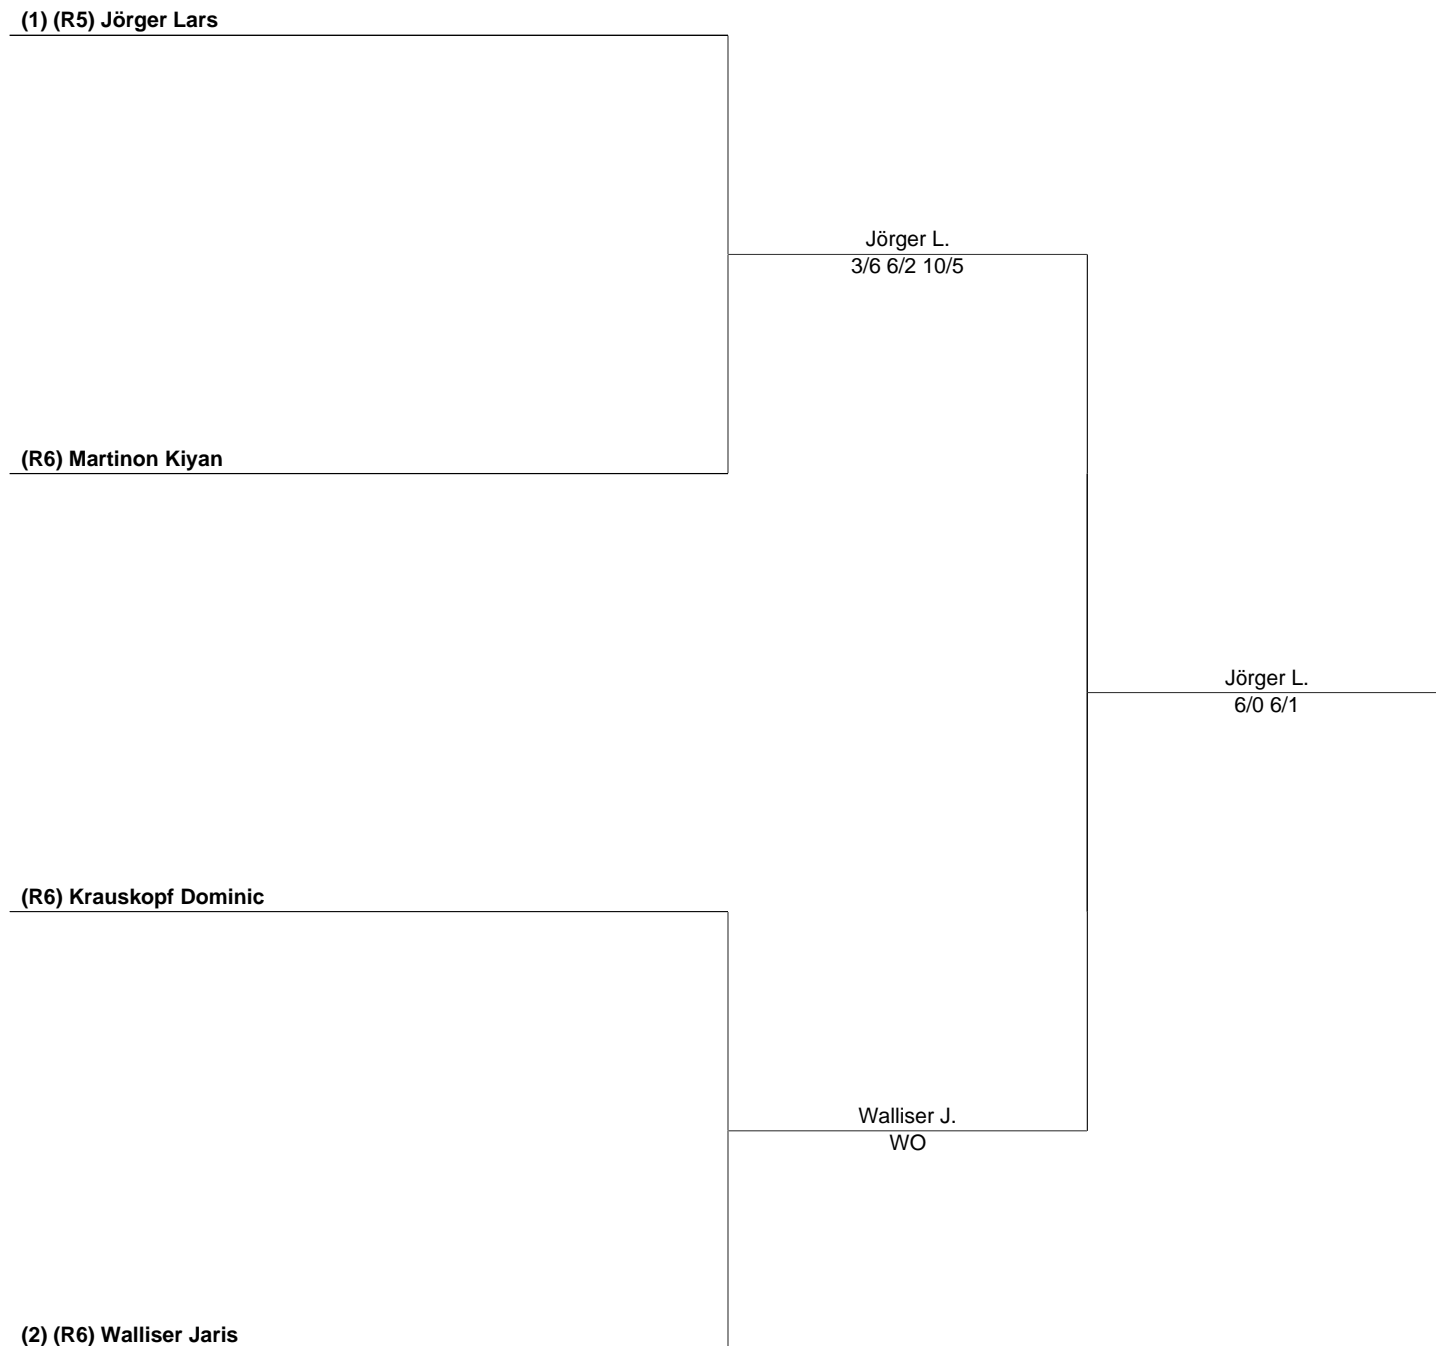 (1) (R5) Jörger Lars
Jörger L.
3/6 6/2 10/5
(R6) Martinon Kiyan
Jörger L.
6/0 6/1
(R6) Krauskopf Dominic
Walliser J.
WO
(2) (R6) Walliser Jaris